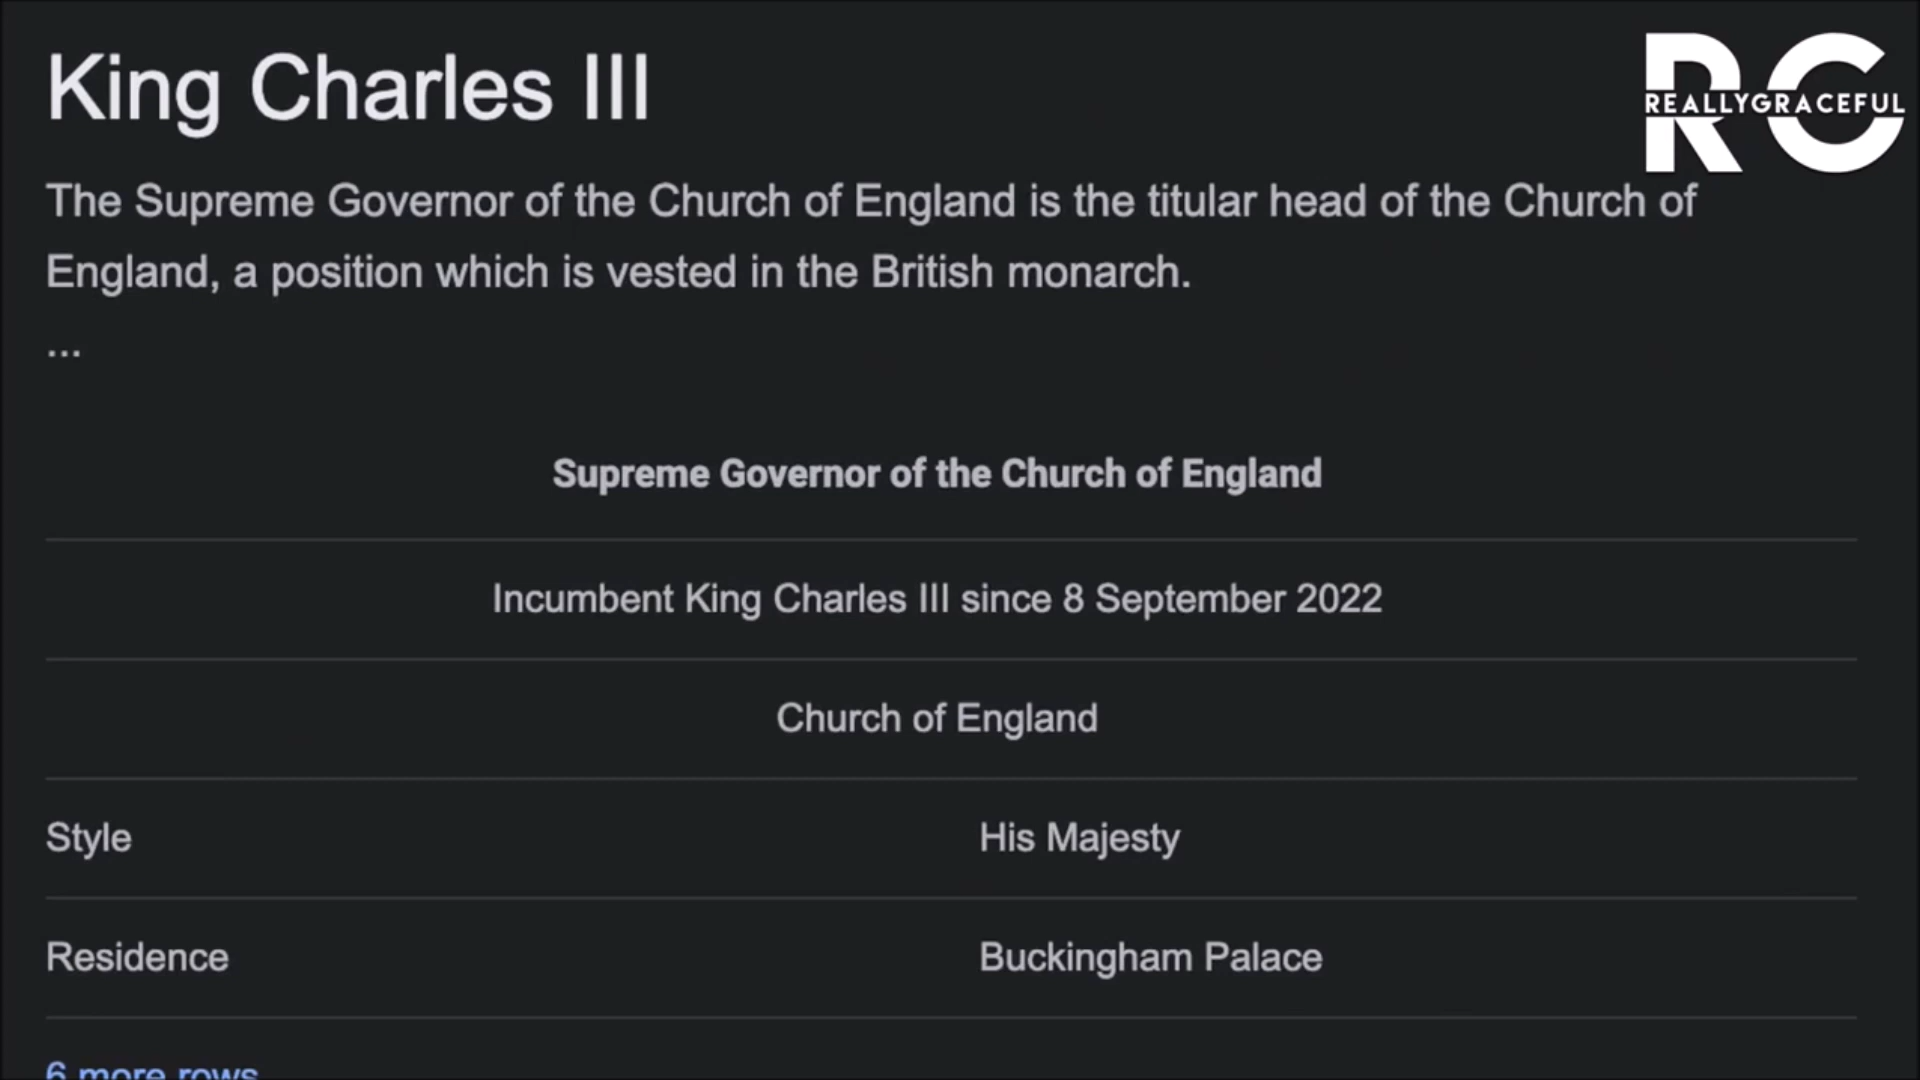 King Charles III
RG
REALLYGRACEFUL
The Supreme Governor of the Church of England is the titular head of the Church of
England, a position which is vested in the British monarch.
...
Supreme Governor of the Church of England
Incumbent King Charles III since 8 September 2022
Church of England
Style His Majesty
Residence Buckingham Palace
6 more rows